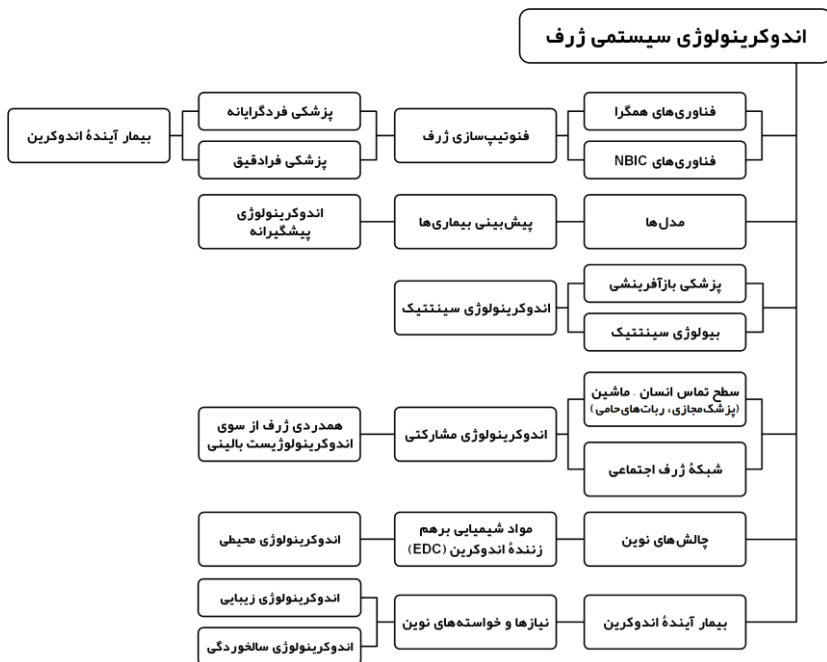 اندوکرینولوژی سیستمی ژرف
فناوری‌های همگرا
فناوری‌های NBIC
فنوتیپ‌سازی ژرف
پزشکی فردگرایانه
پزشکی فرادقیق
بیمار آیندهٔ اندوکرین
مدل‌ها
پیش‌بینی بیماری‌ها
اندوکرینولوژی
پیشگیرانه
پزشکی بازآفرینشی
بیولوژی سینتتیک
اندوکرینولوژی سینتتیک
سطح تماس انسان - ماشین
(پزشک مجازی، ربات‌های حامی)
شبکهٔ ژرف اجتماعی
اندوکرینولوژی مشارکتی
همدردی ژرف از سوی
اندوکرینولوژیست بالینی
چالش‌های نوین
مواد شیمیایی برهم
زنندهٔ اندوکرین (EDC)
اندوکرینولوژی محیطی
بیمار آیندهٔ اندوکرین
نیازها و خواسته‌های نوین
اندوکرینولوژی زیبایی
اندوکرینولوژی سالخوردگی